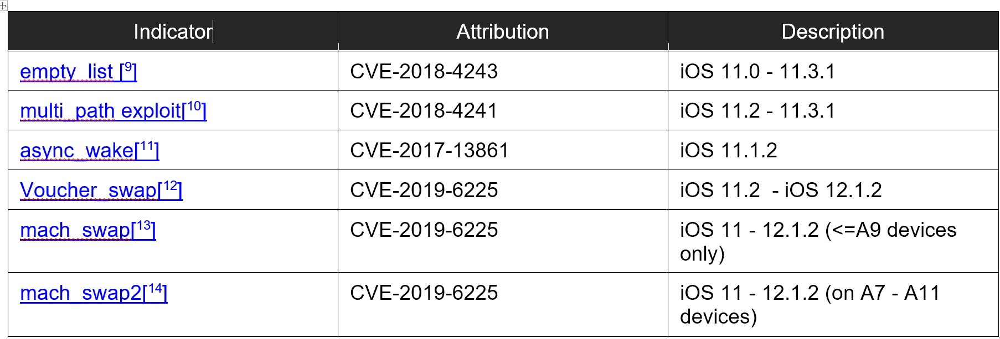 Indicator Attribution Description
empty_list [9] CVE-2018-4243 iOS 11.0 - 11.3.1
multi_path exploit[10] CVE-2018-4241 iOS 11.2 - 11.3.1
async_wake[11] CVE-2017-13861 iOS 11.1.2
Voucher_swap[12] CVE-2019-6225 iOS 11.2  - iOS 12.1.2
mach_swap[13] CVE-2019-6225 iOS 11 - 12.1.2 (<=A9 devices
only)
mach_swap2[14] CVE-2019-6225 iOS 11 - 12.1.2 (on A7 - A11
devices)